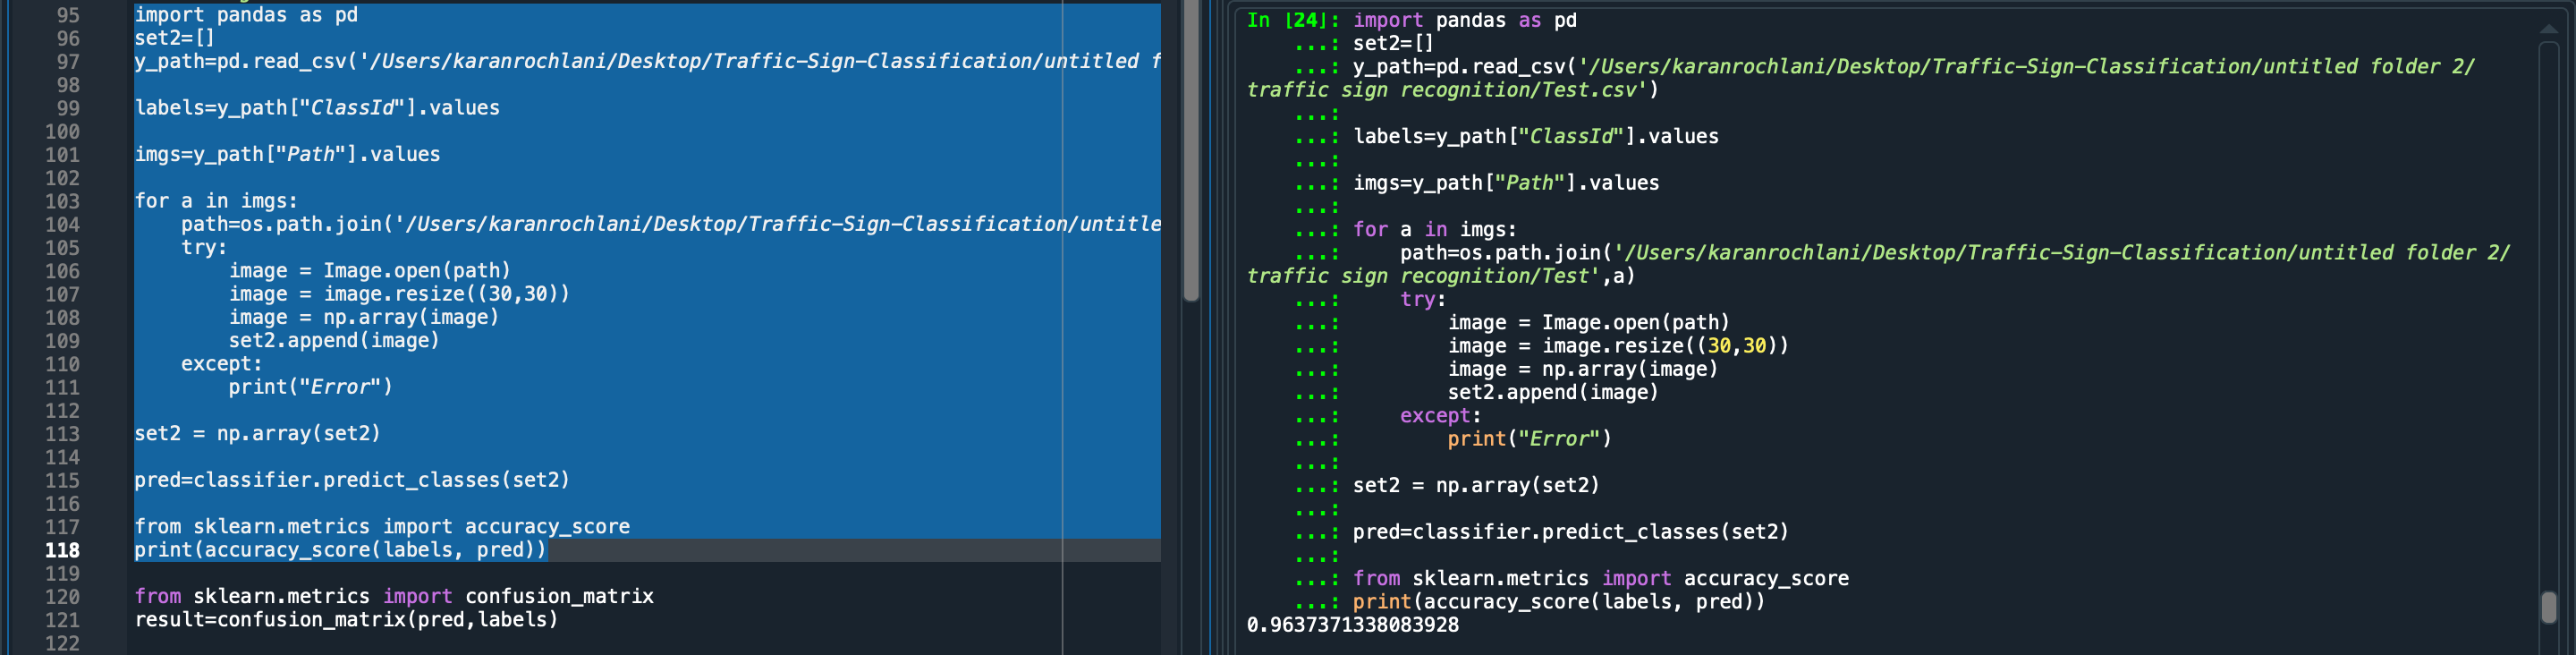 95 import pandas as pd
96 set2=[]
97 y_path=pd.read_csv('/Users/karanrochlani/Desktop/Traffic-Sign-Classification/untitled f
98
99 labels=y_path["ClassId"].values
100
101 imgs=y_path["Path"].values
102
103 for a in imgs:
104     path=os.path.join('/Users/karanrochlani/Desktop/Traffic-Sign-Classification/untitle
105     try:
106         image = Image.open(path)
107         image = image.resize((30,30))
108         image = np.array(image)
109         set2.append(image)
110     except:
111         print("Error")
112
113 set2 = np.array(set2)
114
115 pred=classifier.predict_classes(set2)
116
117 from sklearn.metrics import accuracy_score
118 print(accuracy_score(labels, pred))
119
120 from sklearn.metrics import confusion_matrix
121 result=confusion_matrix(pred,labels)
122
In [24]: import pandas as pd
...: set2=[]
...: y_path=pd.read_csv('/Users/karanrochlani/Desktop/Traffic-Sign-Classification/untitled folder 2/
traffic sign recognition/Test.csv')
...:
...: labels=y_path["ClassId"].values
...:
...: imgs=y_path["Path"].values
...:
...: for a in imgs:
...:     path=os.path.join('/Users/karanrochlani/Desktop/Traffic-Sign-Classification/untitled folder 2/
traffic sign recognition/Test',a)
...:     try:
...:         image = Image.open(path)
...:         image = image.resize((30,30))
...:         image = np.array(image)
...:         set2.append(image)
...:     except:
...:         print("Error")
...:
...: set2 = np.array(set2)
...:
...: pred=classifier.predict_classes(set2)
...:
...: from sklearn.metrics import accuracy_score
...: print(accuracy_score(labels, pred))
0.9637371338083928